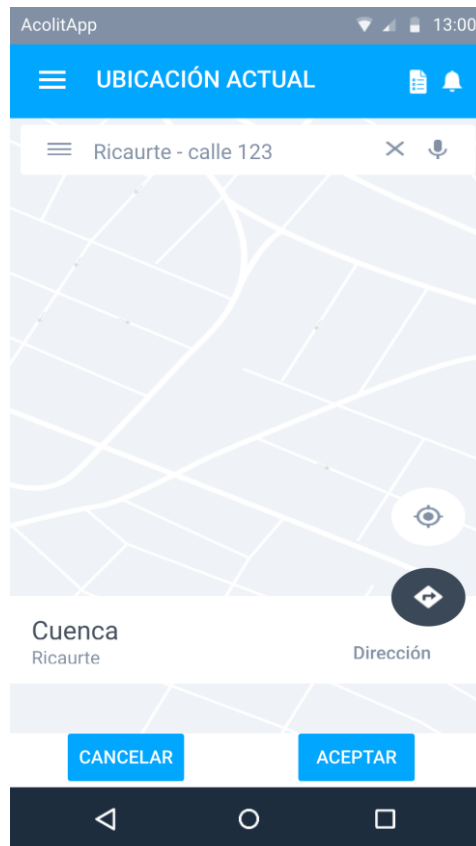 AcolitApp 13:00
UBICACIÓN ACTUAL
Ricaurte - calle 123
Cuenca
Ricaurte
Dirección
CANCELAR ACEPTAR